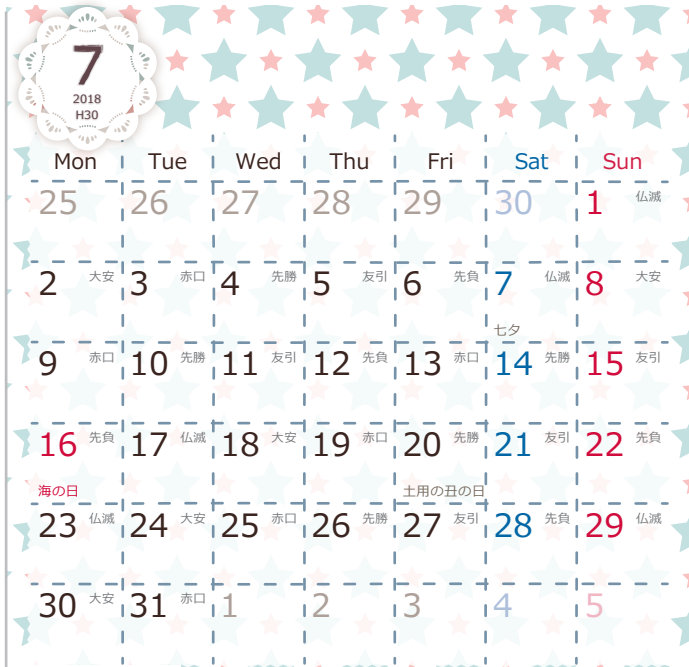 7
2018
H30
Mon Tue Wed Thu Fri Sat Sun
25 26 27 28 29 30 1 仏滅
2 大安 3 赤口 4 先勝 5 友引 6 先負 7 仏滅 8 大安
七夕
9 赤口 10 先勝 11 友引 12 先負 13 赤口 14 先勝 15 友引
16 先負 17 仏滅 18 大安 19 赤口 20 先勝 21 友引 22 先負
海の日 土用の丑の日
23 仏滅 24 大安 25 赤口 26 先勝 27 友引 28 先負 29 仏滅
30 大安 31 赤口 1 2 3 4 5